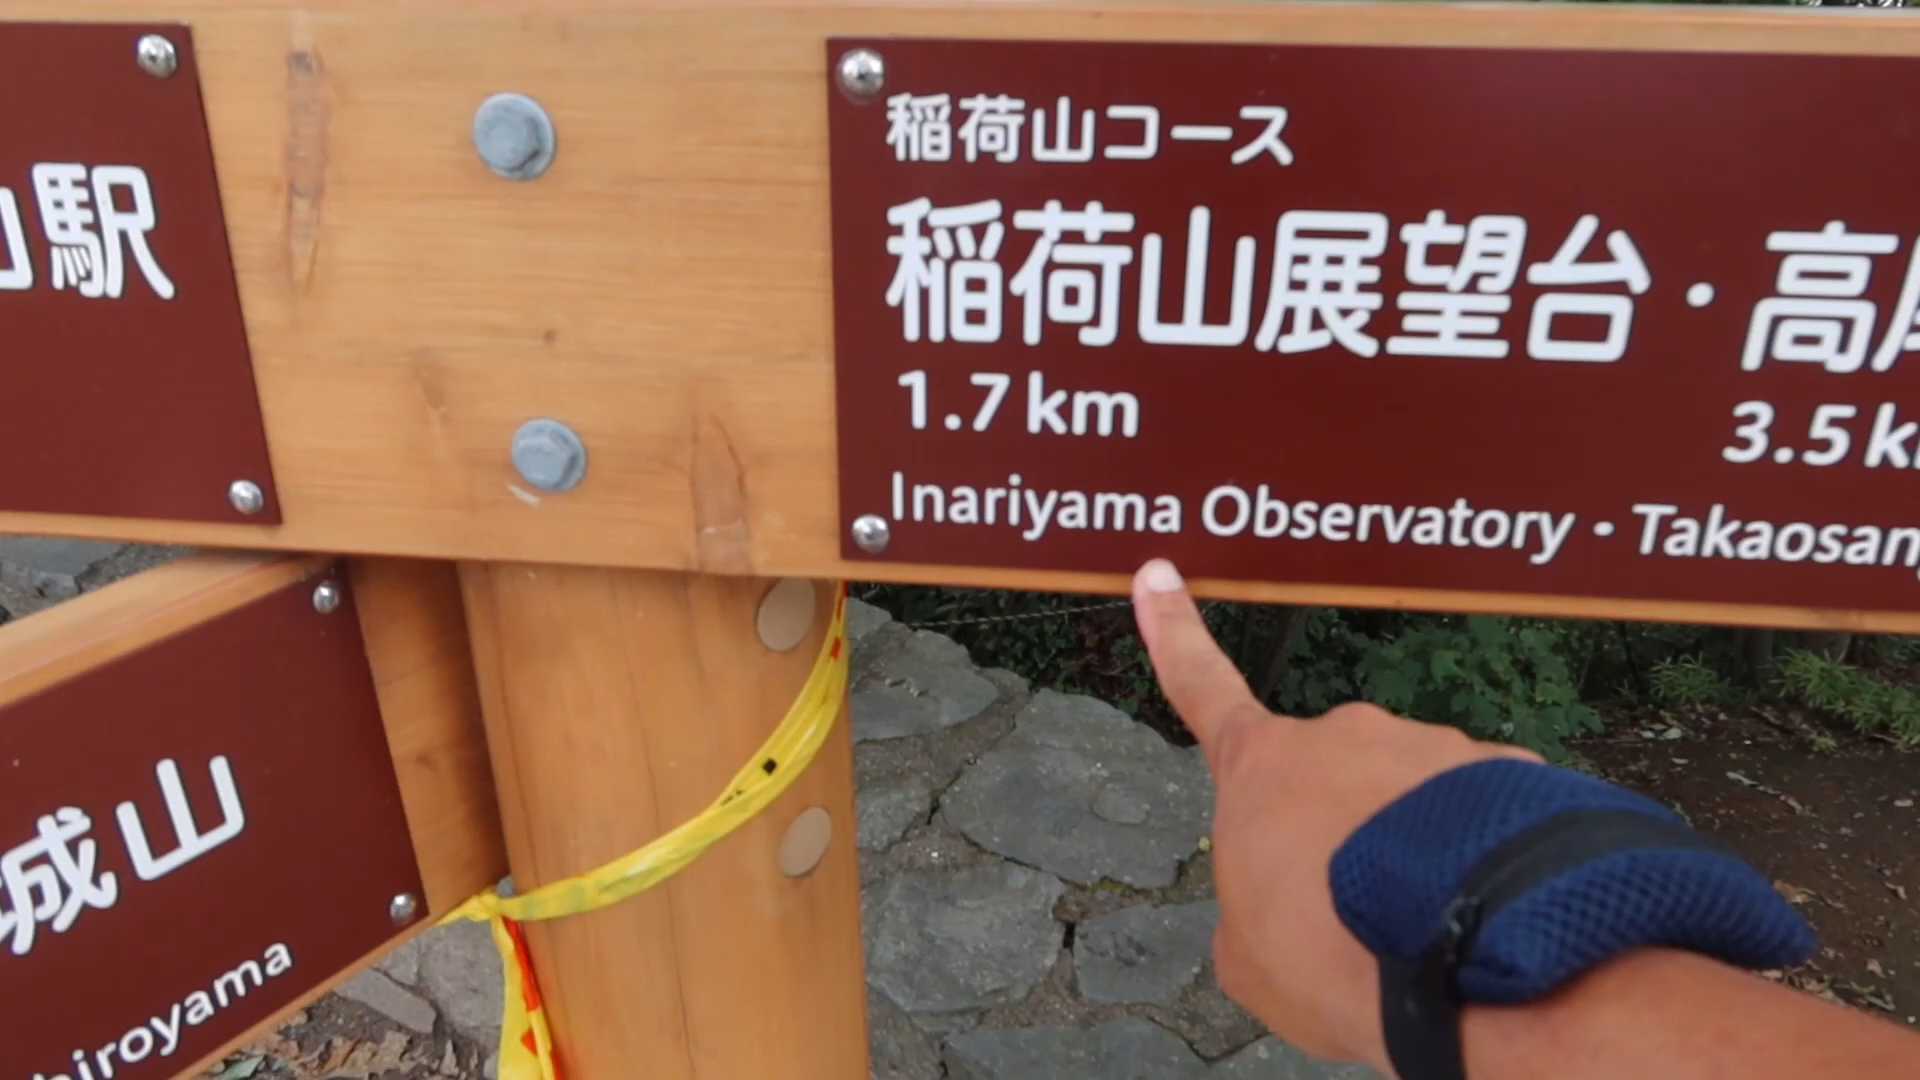 駅
稲荷山コース
稲荷山展望台・高
1.7 km
3.5 k
Inariyama Observatory・Takaosan
城山
hiroyama